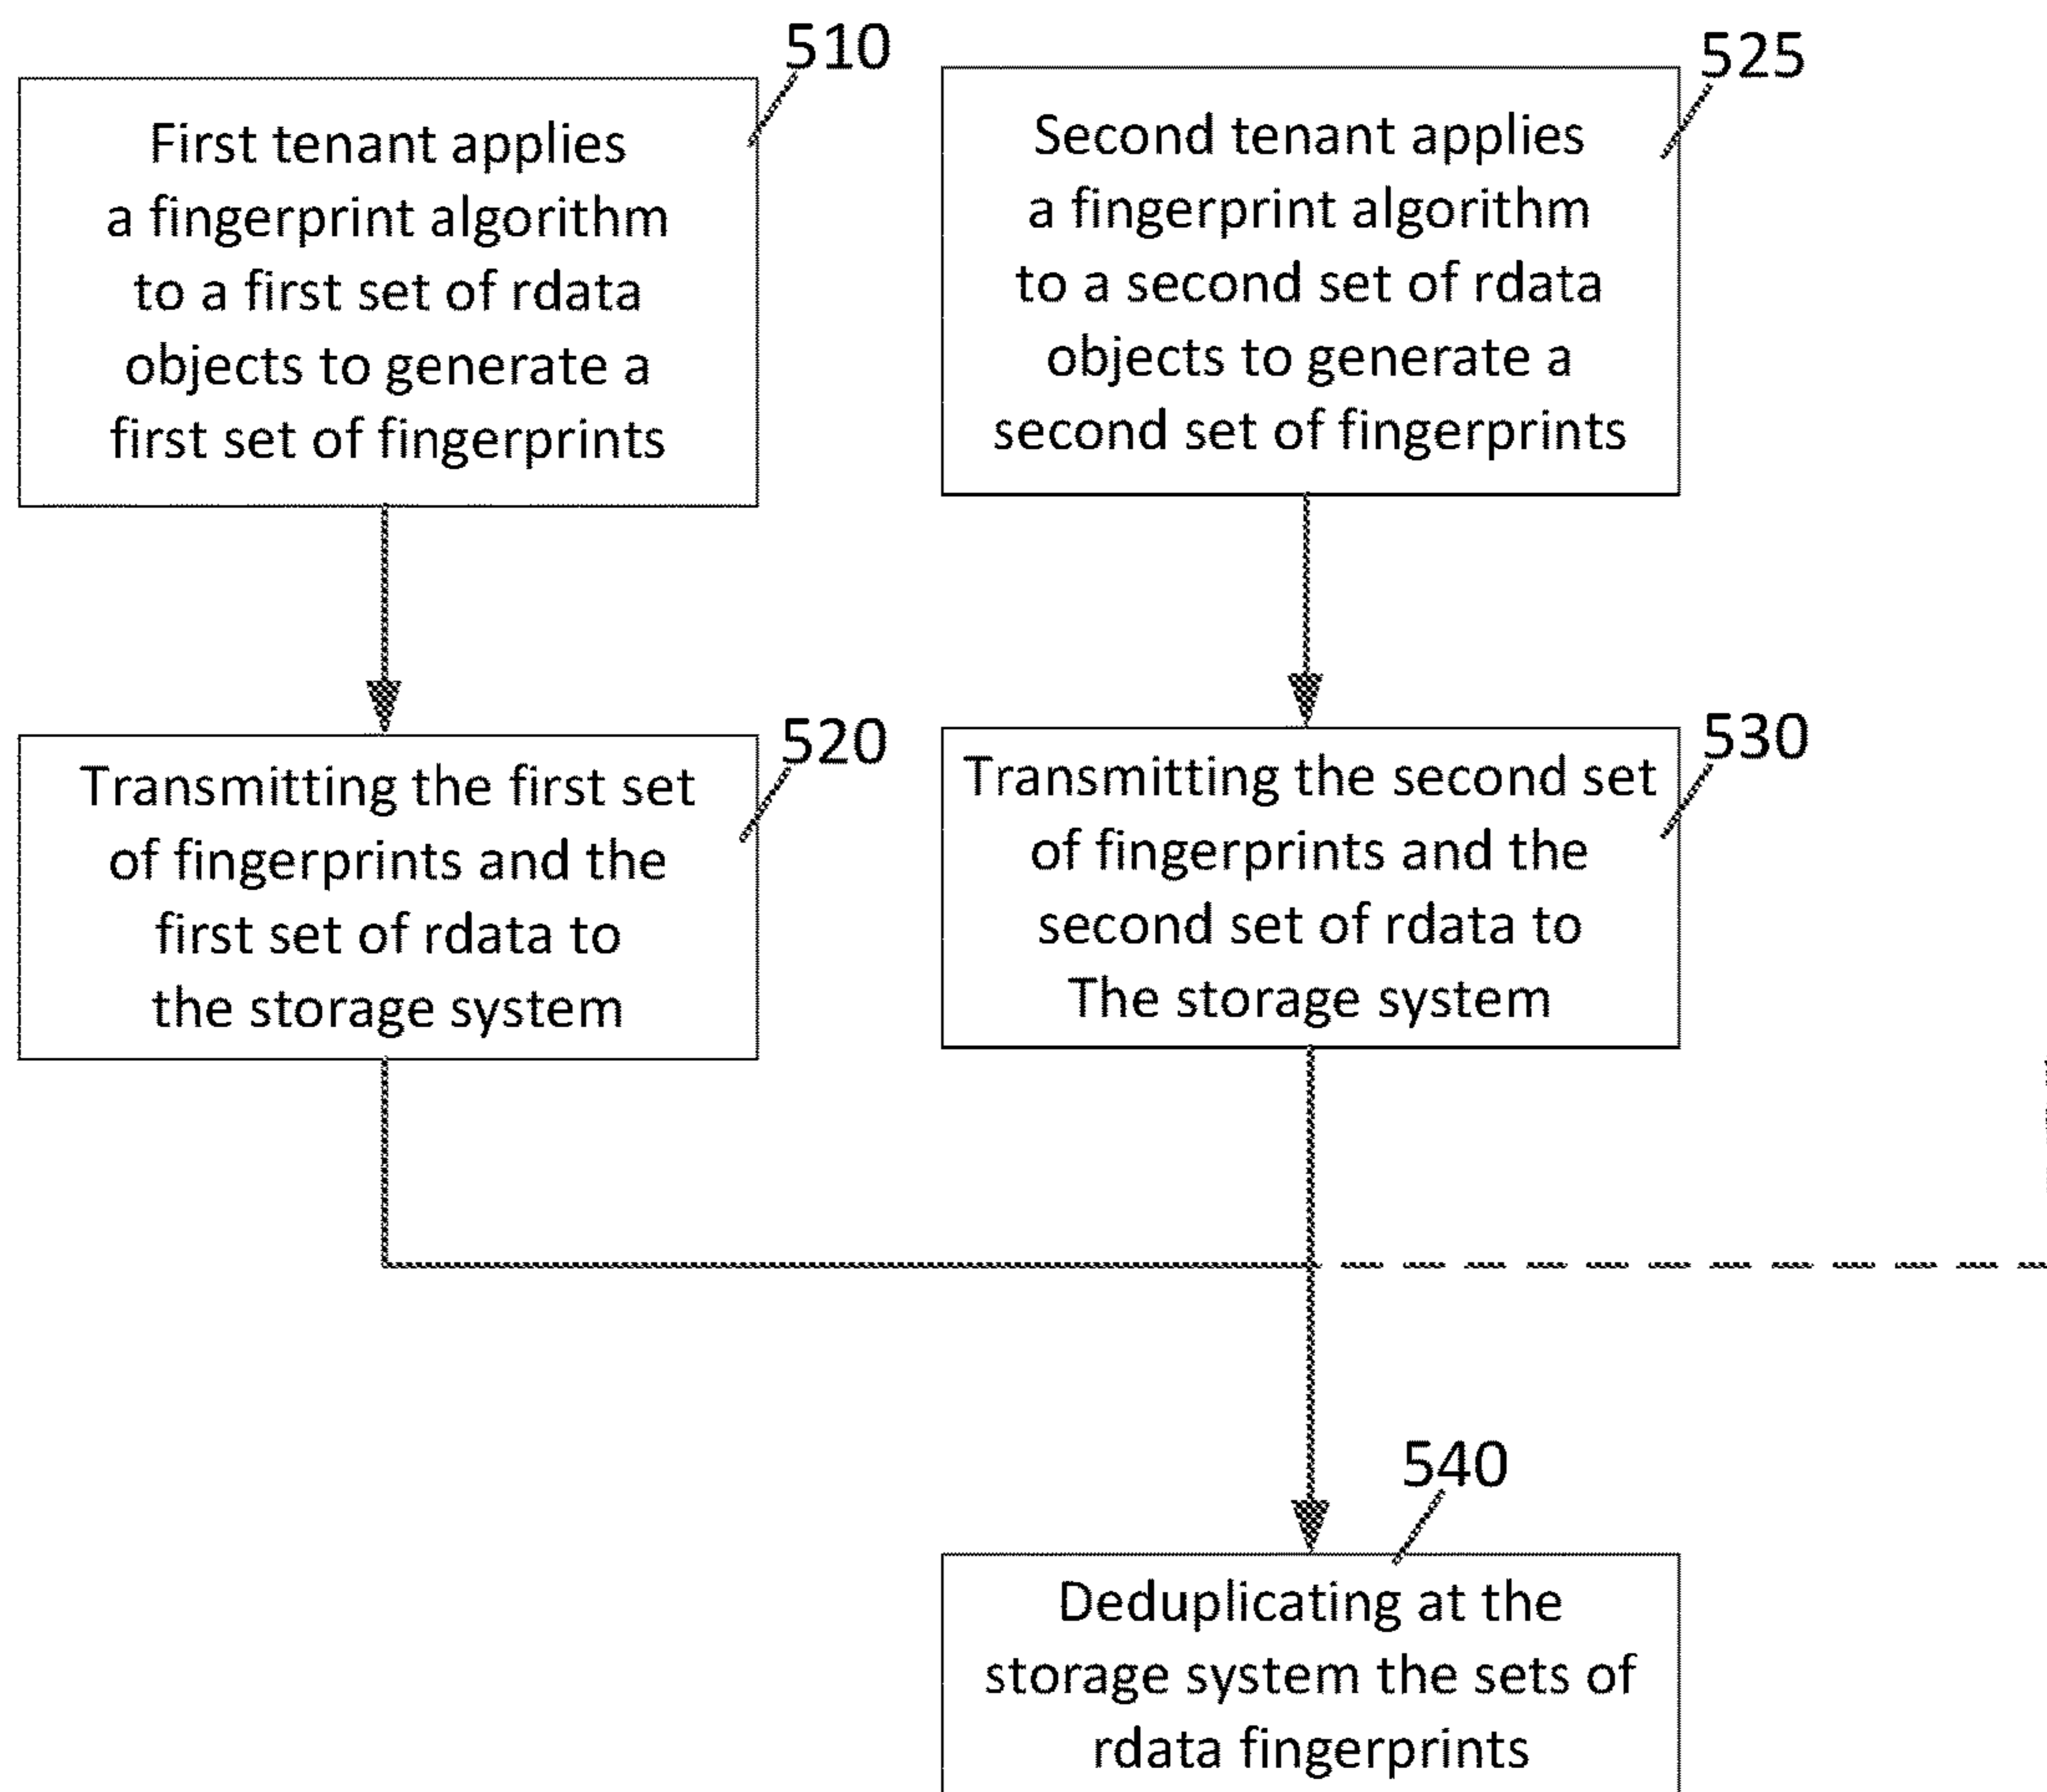 510
First tenant applies
a fingerprint algorithm
to a first set of rdata
objects to generate a
first set of fingerprints
525
Second tenant applies
a fingerprint algorithm
to a second set of rdata
objects to generate a
second set of fingerprints
520
Transmitting the first set
of fingerprints and the
first set of rdata to
the storage system
530
Transmitting the second set
of fingerprints and the
second set of rdata to
The storage system
540
Deduplicating at the
storage system the sets of
rdata fingerprints